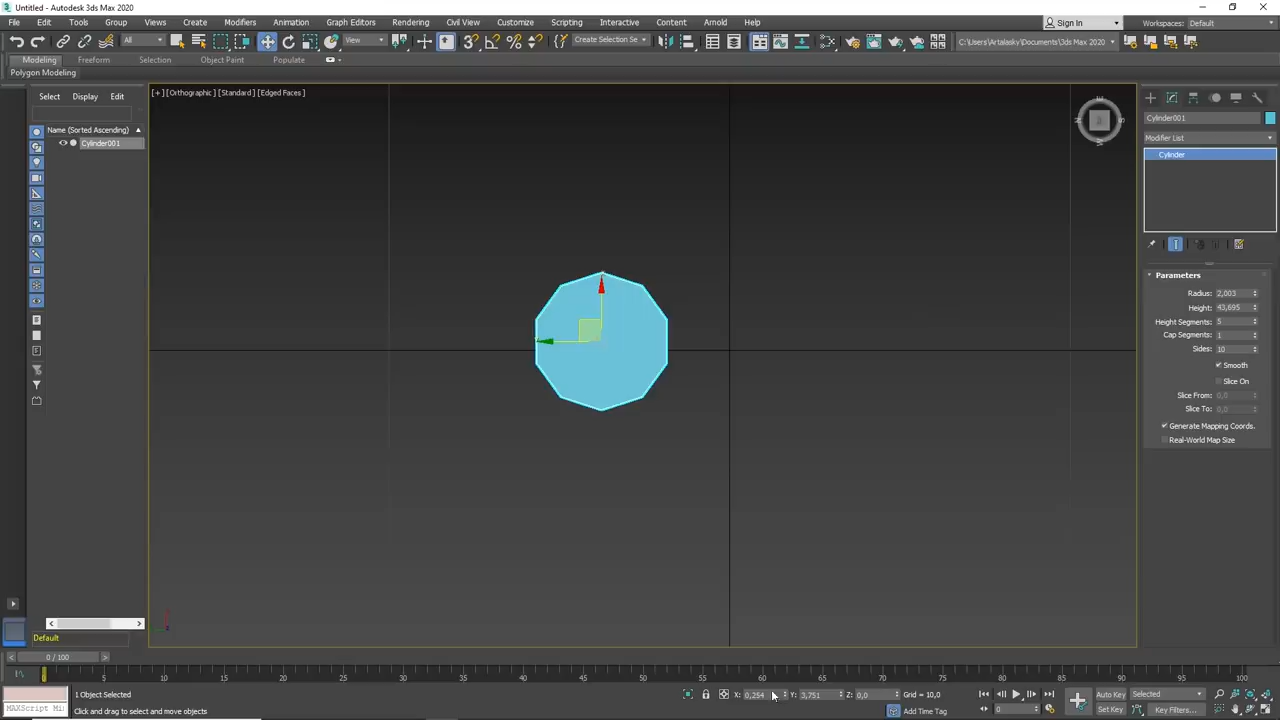 Untitled - Autodesk 3ds Max 2020
File Edit Tools Group Views Create Modifiers Animation Graph Editors Rendering Civil View Customize Scripting Interactive Content Arnold Help
Sign In
Workspaces: Default
All
View
Create Selection Se
C:\Users\Artalasky\Documents\3ds Max 2020
Modeling Freeform Selection Object Paint Populate
Polygon Modeling
Select Display Edit
[+] [Orthographic] [Standard] [Edged Faces]
Name (Sorted Ascending)
Cylinder001
Cylinder001
Modifier List
Cylinder
Parameters
Radius: 2,003
Height: 43,695
Height Segments: 5
Cap Segments: 1
Sides: 10
Smooth
Slice On
Slice From: 0,0
Slice To: 0,0
Generate Mapping Coords.
Real-World Map Size
Default
0 / 100
0 5 10 15 20 25 30 35 40 45 50 55 60 65 70 75 80 85 90 95 100
1 Object Selected
X: 0,254 Y: 3,751 Z: 0,0 Grid = 10,0
Auto Key Selected
MAXScript Mi
Click and drag to select and move objects
Add Time Tag
0
Set Key Key Filters...